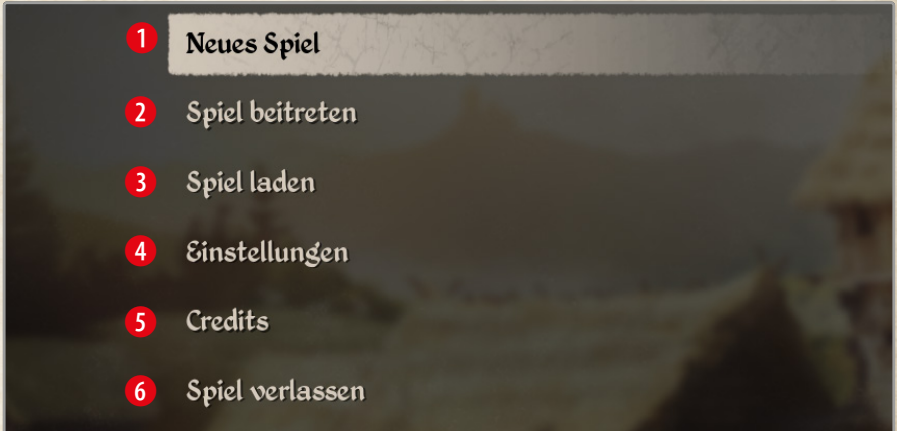 1 Neues Spiel
2 Spiel beitreten
3 Spiel laden
4 Einstellungen
5 Credits
6 Spiel verlassen